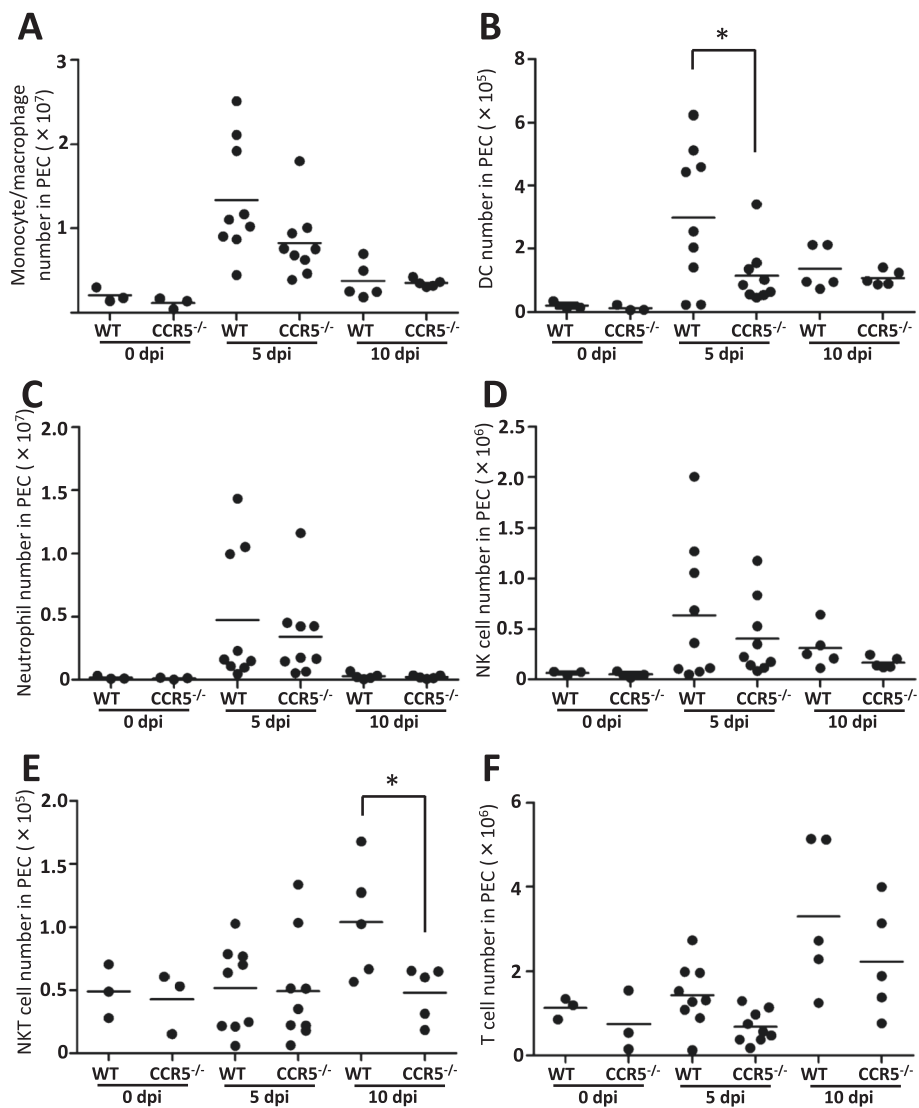 A
Monocyte/macrophage
number in PEC (×10⁷)
3
2
1
WT CCR5-/- WT CCR5-/- WT CCR5-/-
0 dpi 5 dpi 10 dpi
B
DC number in PEC (×10⁵)
*
8
6
4
2
0
WT CCR5-/- WT CCR5-/- WT CCR5-/-
0 dpi 5 dpi 10 dpi
C
Neutrophil number in PEC (×10⁷)
2.0
1.5
1.0
0.5
0
WT CCR5-/- WT CCR5-/- WT CCR5-/-
0 dpi 5 dpi 10 dpi
D
NK cell number in PEC (×10⁶)
2.5
2.0
1.5
1.0
0.5
0
WT CCR5-/- WT CCR5-/- WT CCR5-/-
0 dpi 5 dpi 10 dpi
E
NKT cell number in PEC (×10⁵)
*
2.0
1.5
1.0
0.5
0
WT CCR5-/- WT CCR5-/- WT CCR5-/-
0 dpi 5 dpi 10 dpi
F
T cell number in PEC (×10⁶)
6
4
2
0
WT CCR5-/- WT CCR5-/- WT CCR5-/-
0 dpi 5 dpi 10 dpi